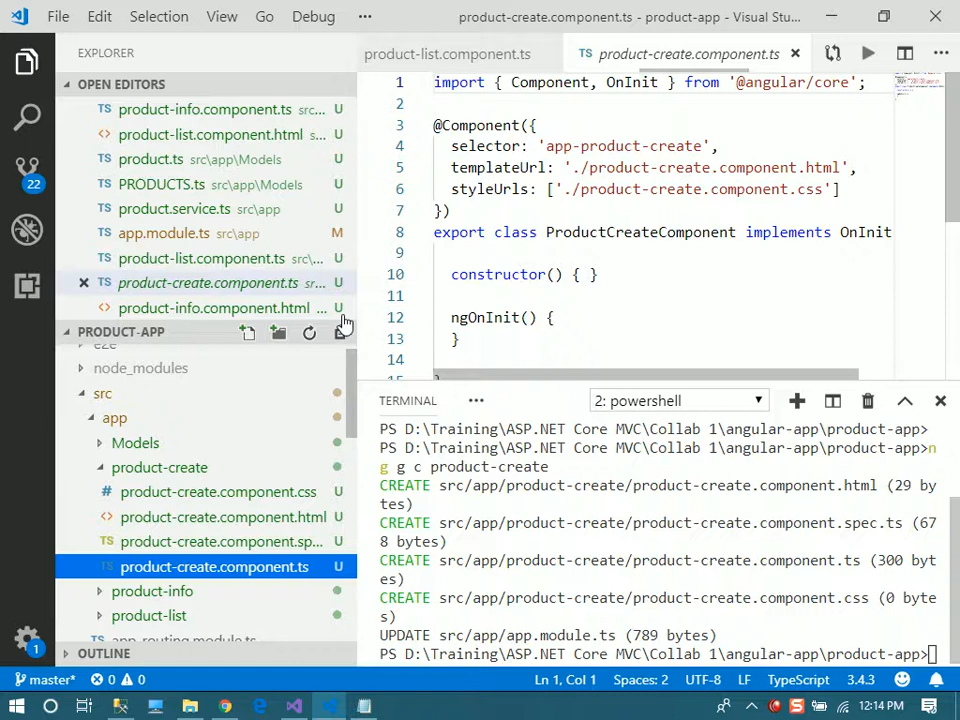 File Edit Selection View Go Debug ••• product-create.component.ts - product-app - Visual Stu...
EXPLORER
product-list.component.ts TS product-create.component.ts
OPEN EDITORS
TS product-info.component.ts src... U
<> product-list.component.html s... U
TS product.ts src\app\Models U
TS PRODUCTS.ts src\app\Models U
TS product.service.ts src\app U
TS app.module.ts src\app M
TS product-list.component.ts src\... U
TS product-create.component.ts sr... U
<> product-info.component.html ... U
PRODUCT-APP
e2e
node_modules
src
app
Models
product-create
# product-create.component.css U
<> product-create.component.html U
TS product-create.component.sp... U
TS product-create.component.ts U
product-info
product-list
app-routing.module.ts
OUTLINE
22
1
1 import { Component, OnInit } from '@angular/core';
2
3 @Component({
4 selector: 'app-product-create',
5 templateUrl: './product-create.component.html',
6 styleUrls: ['./product-create.component.css']
7 })
8 export class ProductCreateComponent implements OnInit
9
10 constructor() { }
11
12 ngOnInit() {
13 }
14
15 }
TERMINAL ••• 2: powershell
PS D:\Training\ASP.NET Core MVC\Collab 1\angular-app\product-app>
PS D:\Training\ASP.NET Core MVC\Collab 1\angular-app\product-app>n
g g c product-create
CREATE src/app/product-create/product-create.component.html (29 by
tes)
CREATE src/app/product-create/product-create.component.spec.ts (67
8 bytes)
CREATE src/app/product-create/product-create.component.ts (300 byt
es)
CREATE src/app/product-create/product-create.component.css (0 byte
s)
UPDATE src/app/app.module.ts (789 bytes)
PS D:\Training\ASP.NET Core MVC\Collab 1\angular-app\product-app>
master* 0 0 Ln 1, Col 1 Spaces: 2 UTF-8 LF TypeScript 3.4.3
12:14 PM